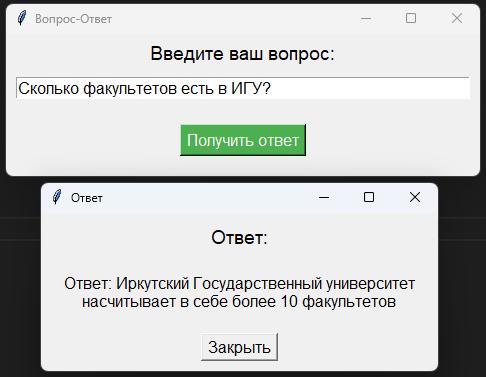 Вопрос-Ответ
Введите ваш вопрос:
Сколько факультетов есть в ИГУ?
Получить ответ
Ответ
Ответ:
Ответ: Иркутский Государственный университет
насчитывает в себе более 10 факультетов
Закрыть